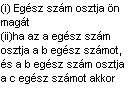 (i) Egész szám osztja ön
magát
(ii)ha az a egész szám
osztja a b egész számot,
és a b egész szám osztja
a c egész számot akkor